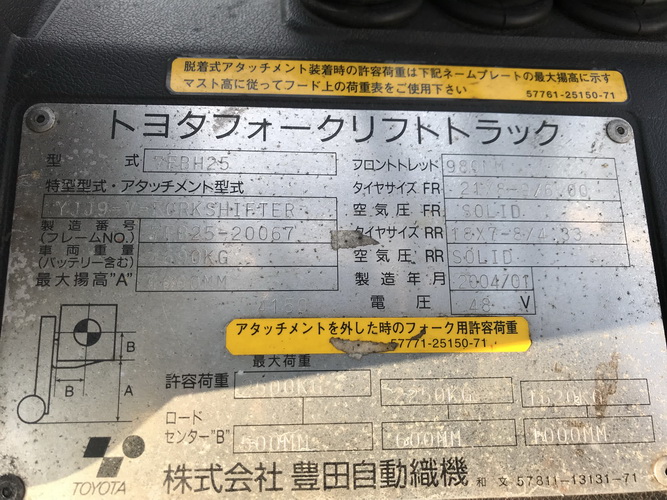 脱着式アタッチメント装着時の許容荷重は下記ネームプレートの最大揚高に示す
マスト高に従ってフード上の荷重表をご使用下さい 57761-25150-71
トヨタフォークリフトトラック
型 式 フロントトレッド
特型型式・アタッチメント型式 タイヤサイズ FR
空気圧 FR SOLID
製造番号
(フレームNO.) 25-20067 タイヤサイズ RR 18X7-8/4.33
車両重量
(バッテリー含む) KG 空気圧 RR SOLID
最大揚高"A" MM 製造年月 2004/01
電圧 48 V
アタッチメントを外した時のフォーク用許容荷重
57771-25150-71
最大荷重
B
B
A
許容荷重 2250KG
ロード
センター"B" 500MM 600MM 1000MM
TOYOTA 株式会社 豊田自動織機 和文 57811-13131-71